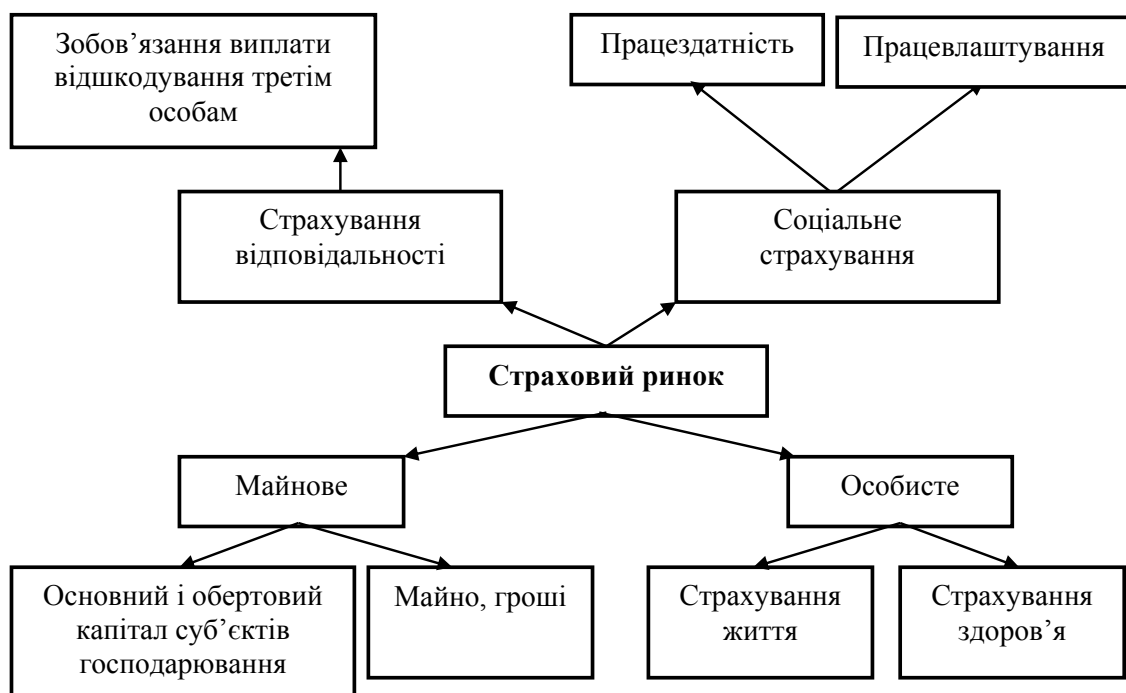 Зобов’язання виплати
відшкодування третім
особам
Працездатність
Працевлаштування
Страхування
відповідальності
Соціальне
страхування
Страховий ринок
Майнове
Особисте
Основний і обертовий
капітал суб’єктів
господарювання
Майно, гроші
Страхування
життя
Страхування
здоров’я